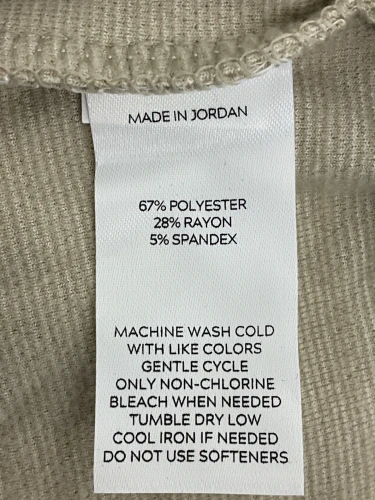 MADE IN JORDAN
67% POLYESTER
28% RAYON
5% SPANDEX
MACHINE WASH COLD
WITH LIKE COLORS
GENTLE CYCLE
ONLY NON-CHLORINE
BLEACH WHEN NEEDED
TUMBLE DRY LOW
COOL IRON IF NEEDED
DO NOT USE SOFTENERS